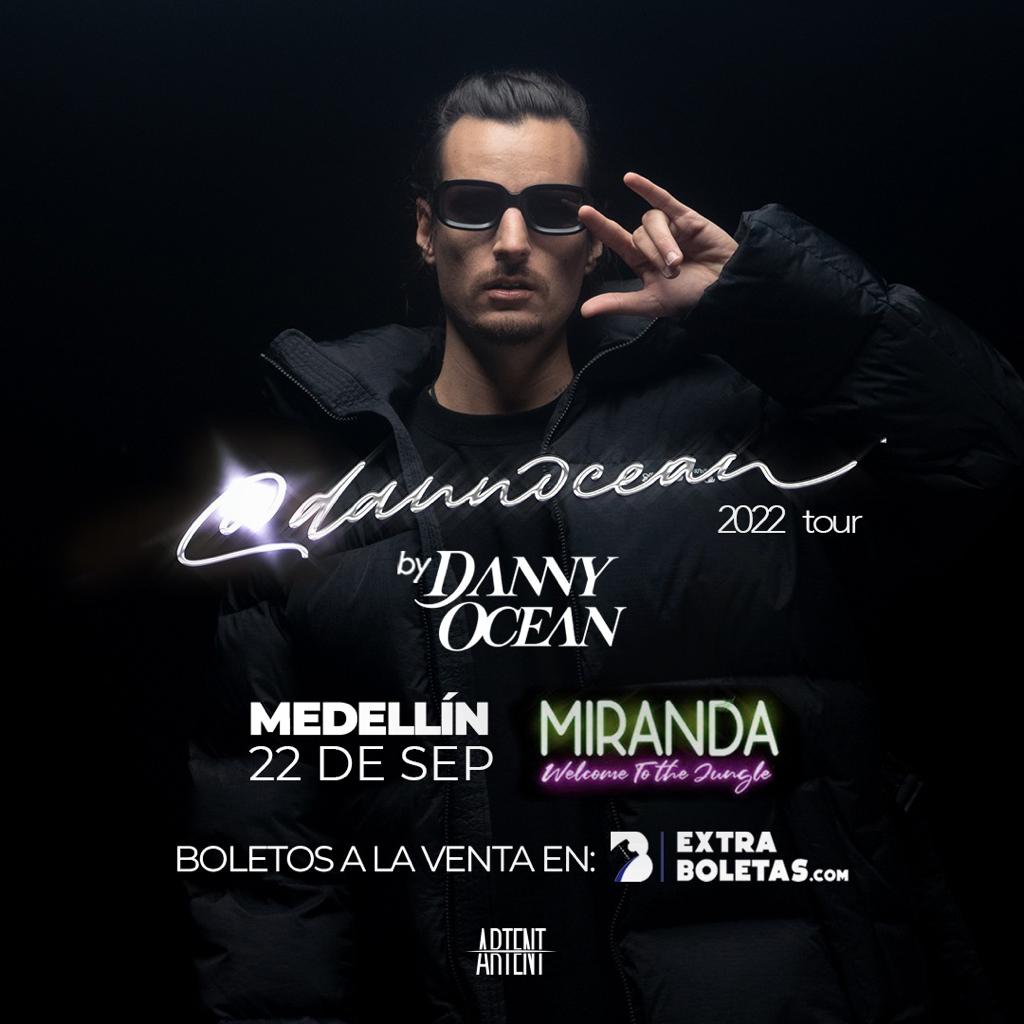 @dannocean
2022 tour
by DANNY
OCEAN
MEDELLÍN
22 DE SEP
MIRANDA
Welcome To the Jungle
BOLETOS A LA VENTA EN:
EXTRA
BOLETAS.COM
ARTENT